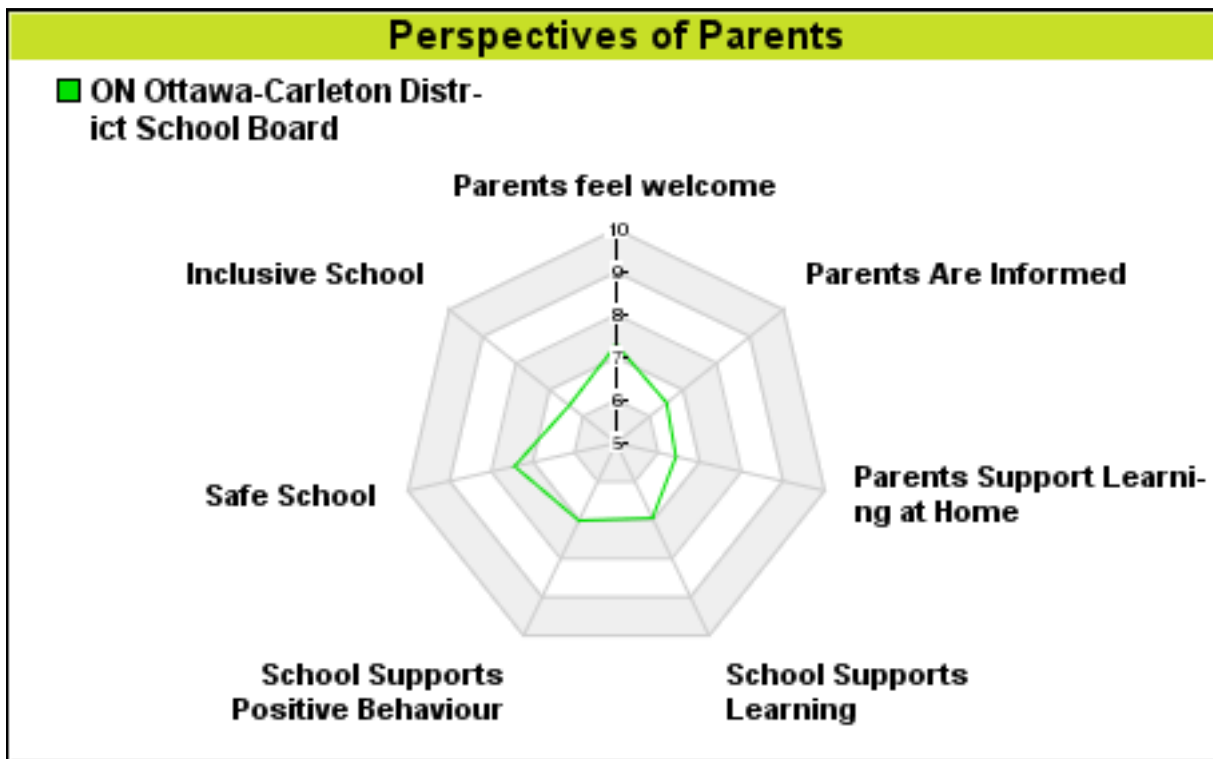 Perspectives of Parents
ON Ottawa-Carleton Distr-
ict School Board
Parents feel welcome
Inclusive School
Parents Are Informed
10
9-
8-
7-
6-
5-
Safe School
Parents Support Learni-
ng at Home
School Supports
Positive Behaviour
School Supports
Learning